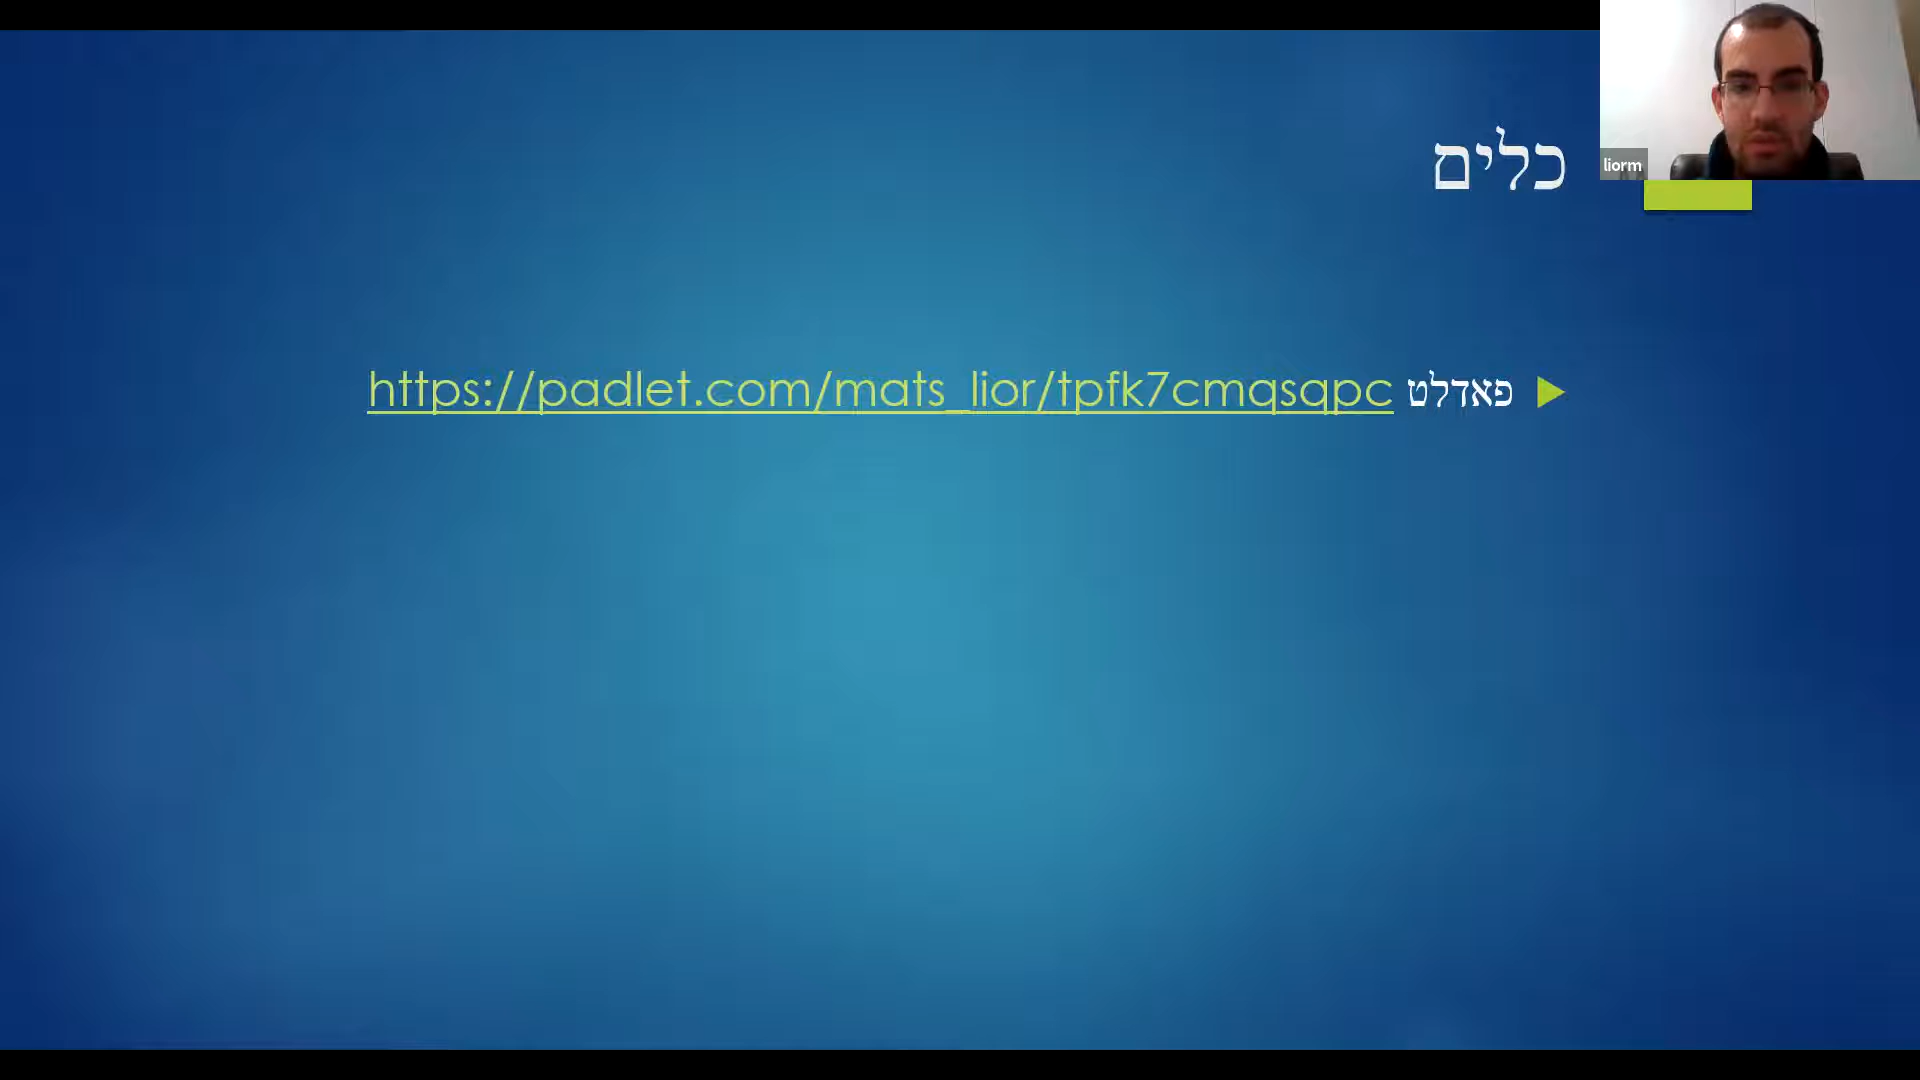 כלים
liorm
פאדלט https://padlet.com/mats_lior/tpfk7cmqsqpc